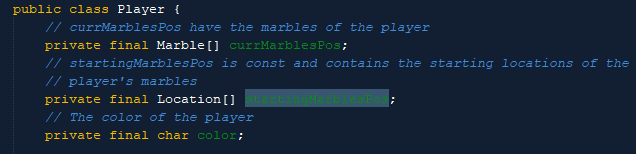 public class Player {
// currMarblesPos have the marbles of the player
private final Marble[] currMarblesPos;
// startingMarblesPos is const and contains the starting locations of the
// player's marbles
private final Location[] startingMarblesPos;
// The color of the player
private final char color;